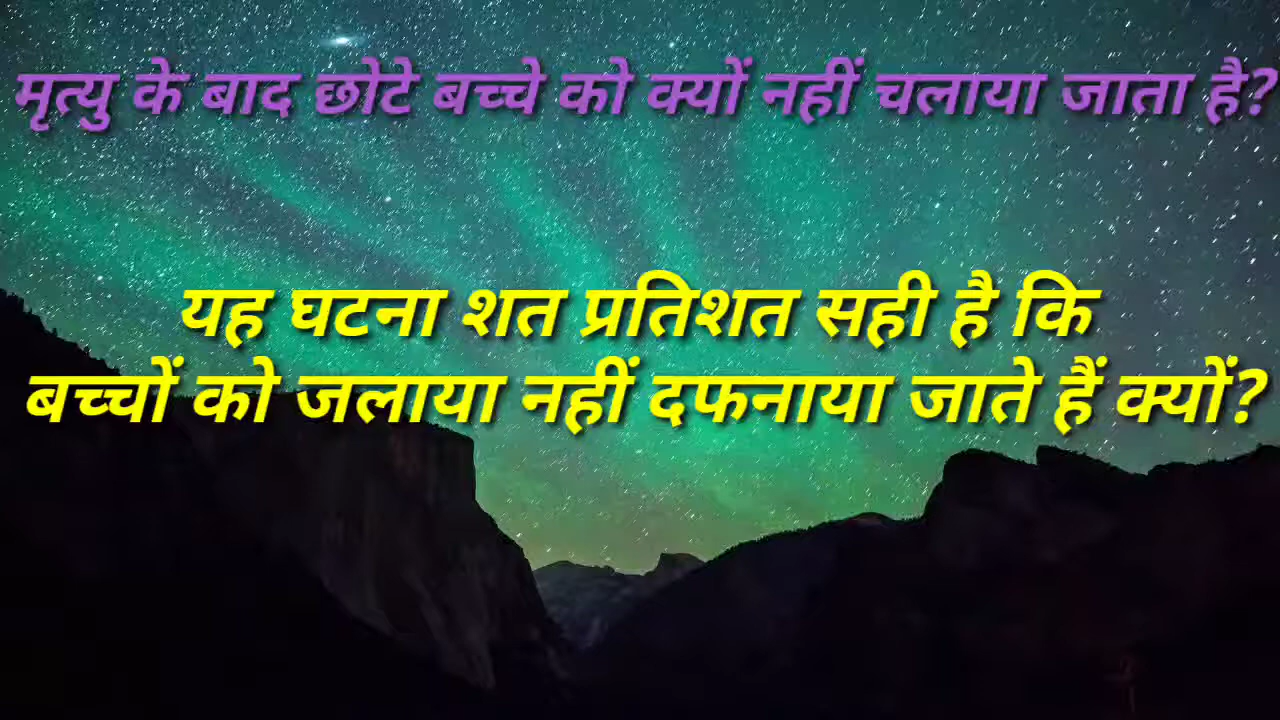 मृत्यु के बाद छोटे बच्चे को क्यों नहीं चलाया जाता है?
यह घटना शत प्रतिशत सही है कि
बच्चों को जलाया नहीं दफनाया जाते हैं क्यों?